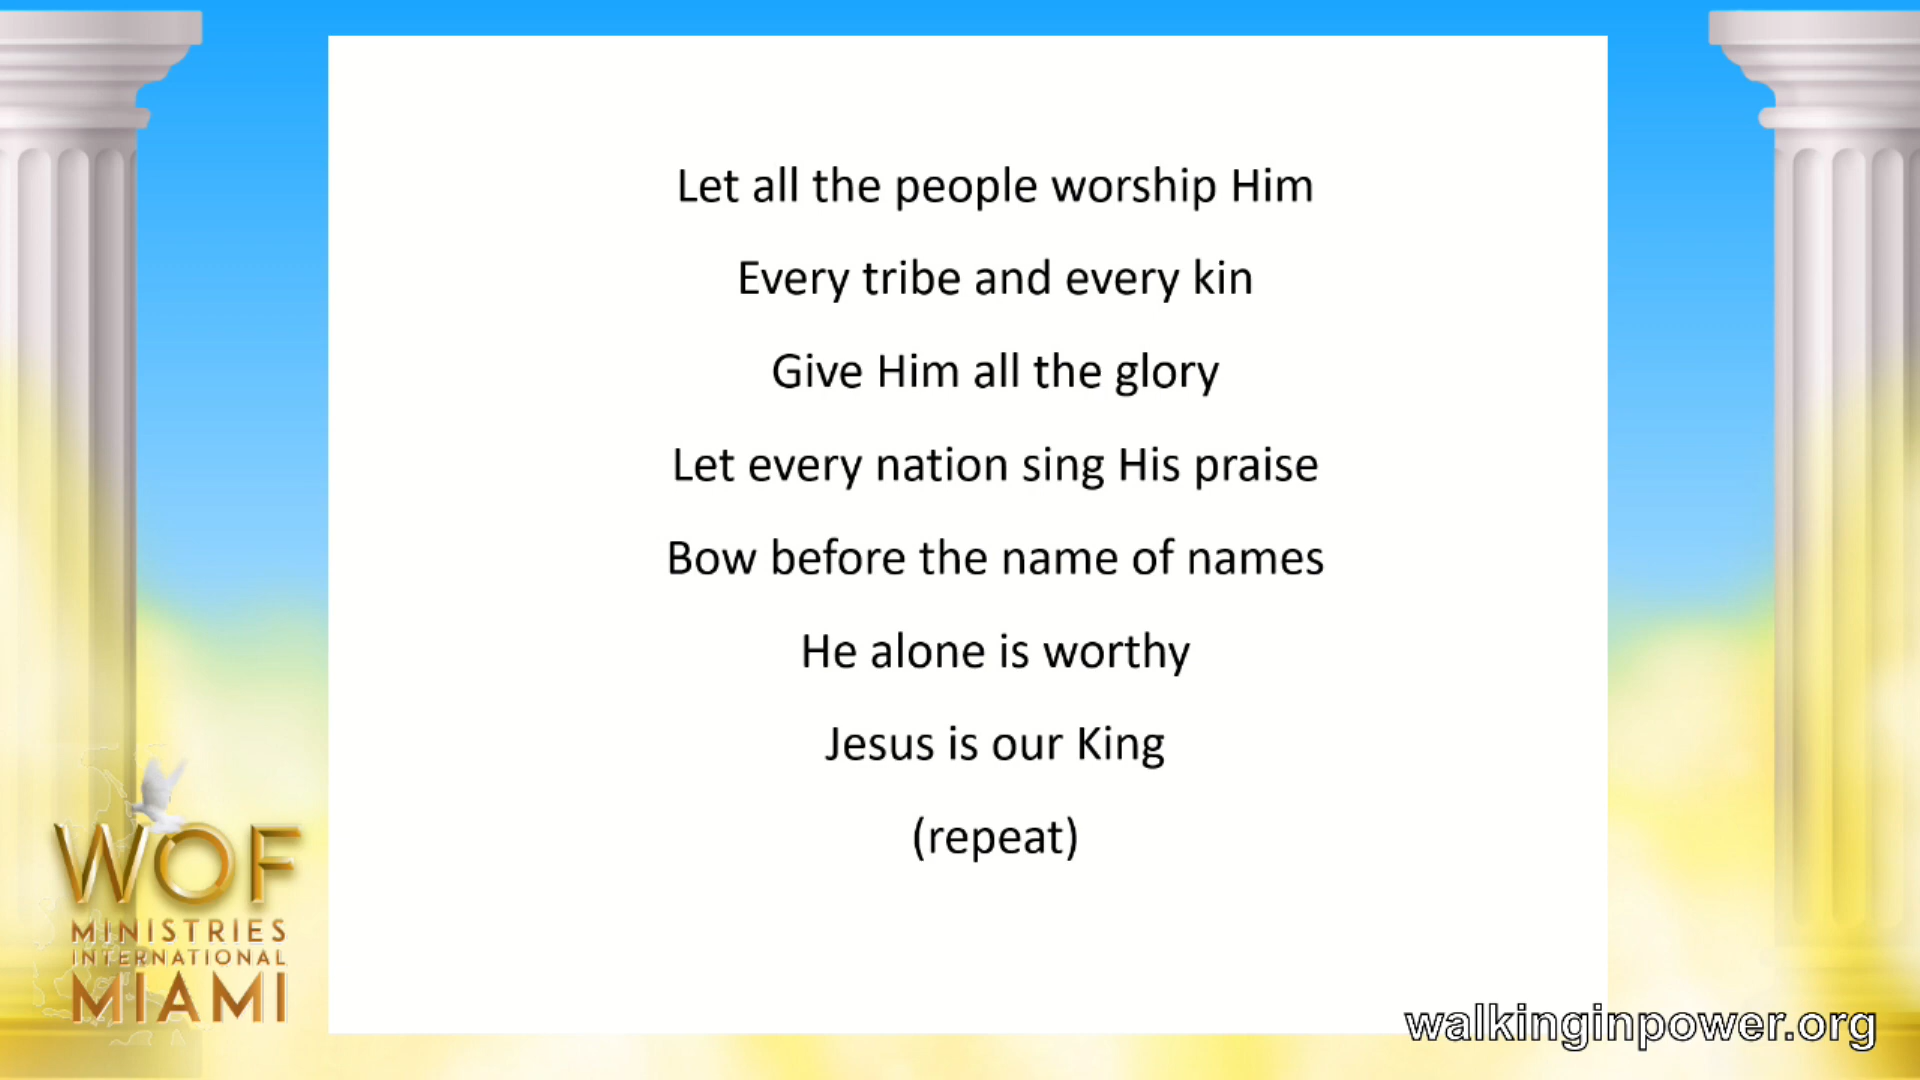 Let all the people worship Him
Every tribe and every kin
Give Him all the glory
Let every nation sing His praise
Bow before the name of names
He alone is worthy
Jesus is our King
(repeat)
WOF
MINISTRIES
INTERNATIONAL
MIAMI
walkinginpower.org